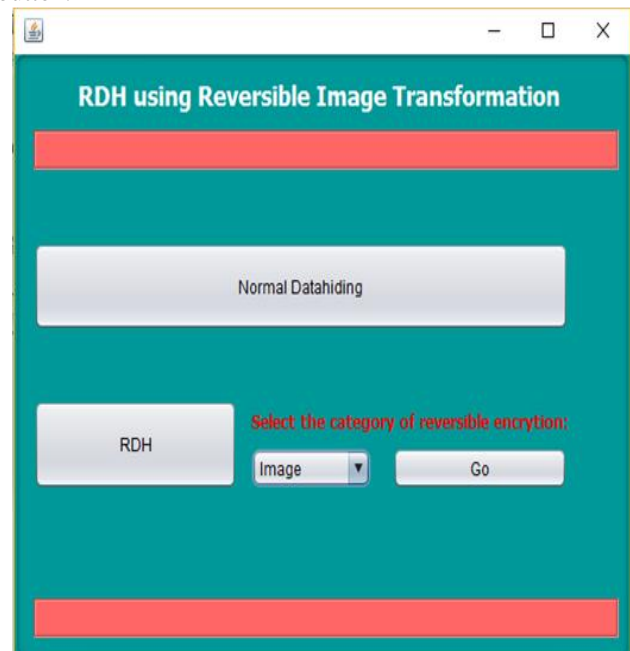 RDH using Reversible Image Transformation
Normal Datahiding
Select the category of reversible encrytion:
RDH
Image
Go